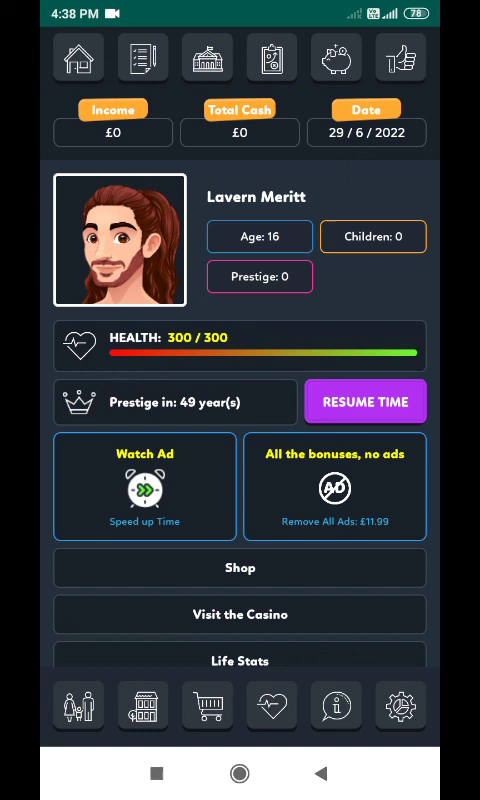 4:38 PM
Vo LTE
78
Income
Total Cash
Date
£0
£0
29 / 6 / 2022
Lavern Meritt
Age: 16
Children: 0
Prestige: 0
HEALTH: 300 / 300
Prestige in: 49 year(s)
RESUME TIME
Watch Ad
Speed up Time
All the bonuses, no ads
AD
Remove All Ads: £11.99
Shop
Visit the Casino
Life Stats